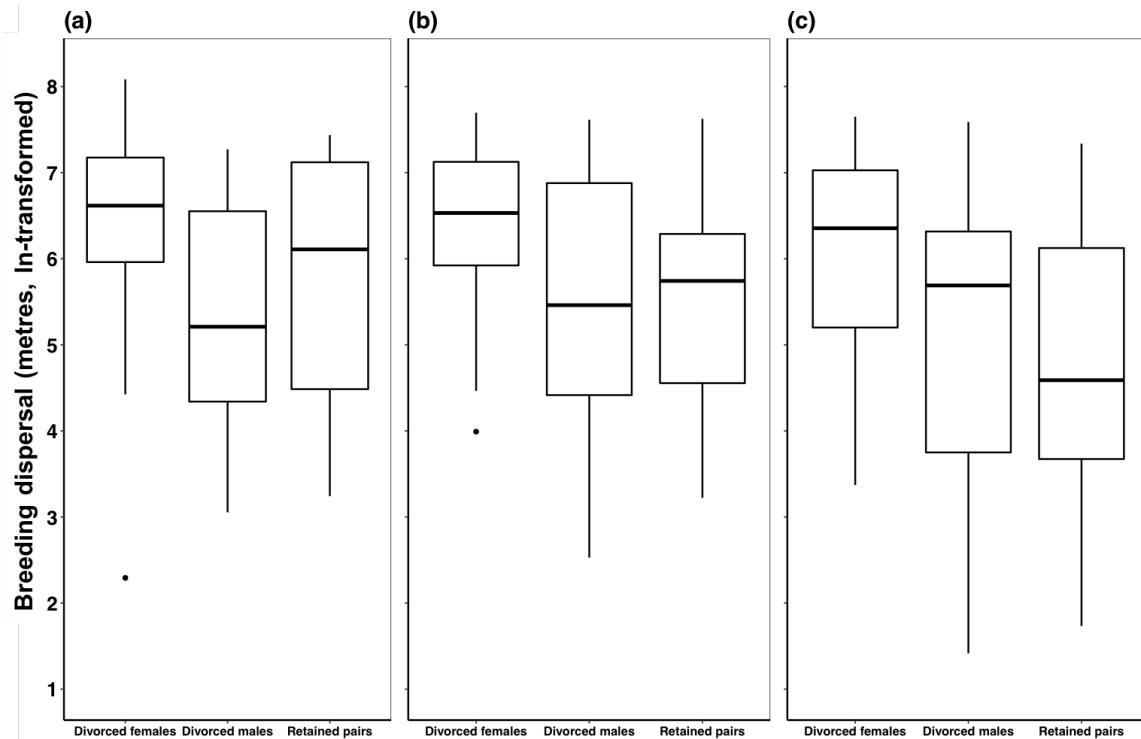 (a)
(b)
(c)
Breeding dispersal (metres, ln-transformed)
8
7
6
5
4
3
2
1
Divorced females Divorced males Retained pairs
Divorced females Divorced males Retained pairs
Divorced females Divorced males Retained pairs